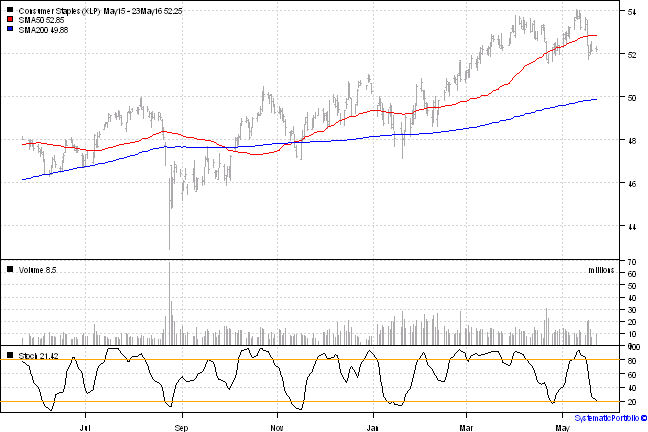 Consumer Staples (XLP) May15 - 23May16 52.25
SMA50 52.85
SMA200 49.88
54
52
50
48
46
44
Volume 8.5
millions
70
60
50
40
30
20
10
Stoch 21.42
80
60
40
20
Jul
Sep
Nov
Jan
Mar
May
SystematicPortfolio ©